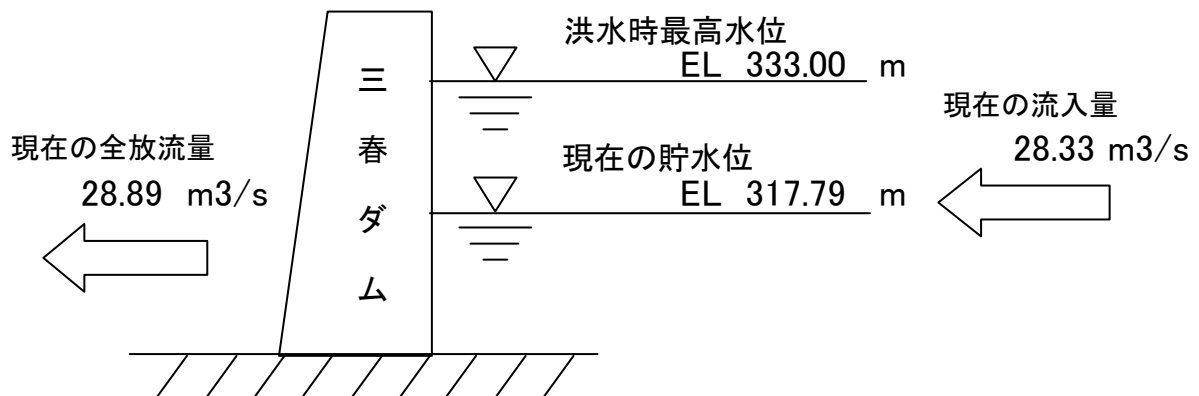 洪水時最高水位
EL 333.00 m
現在の流入量
28.33 m3/s
現在の全放流量
28.89 m3/s
現在の貯水位
EL 317.79 m
三春ダム